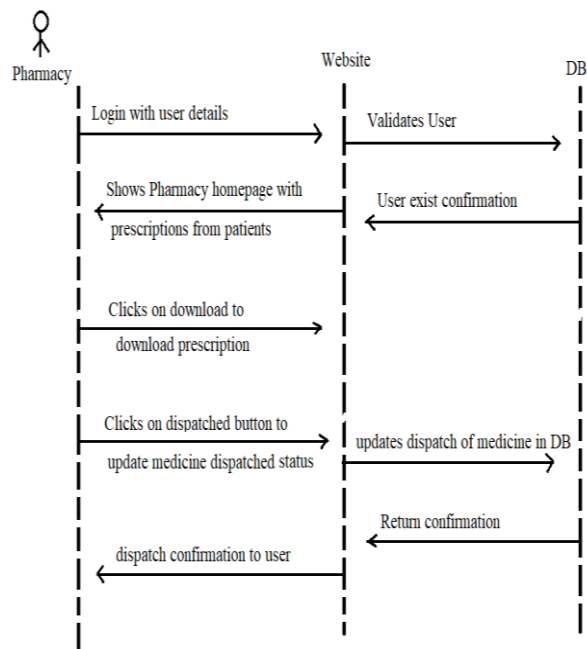 Website
DB
Pharmacy
Login with user details
Validates User
Shows Pharmacy homepage with
prescriptions from patients
User exist confirmation
Clicks on download to
download prescription
Clicks on dispatched button to
update medicine dispatched status
updates dispatch of medicine in DB
Return confirmation
dispatch confirmation to user